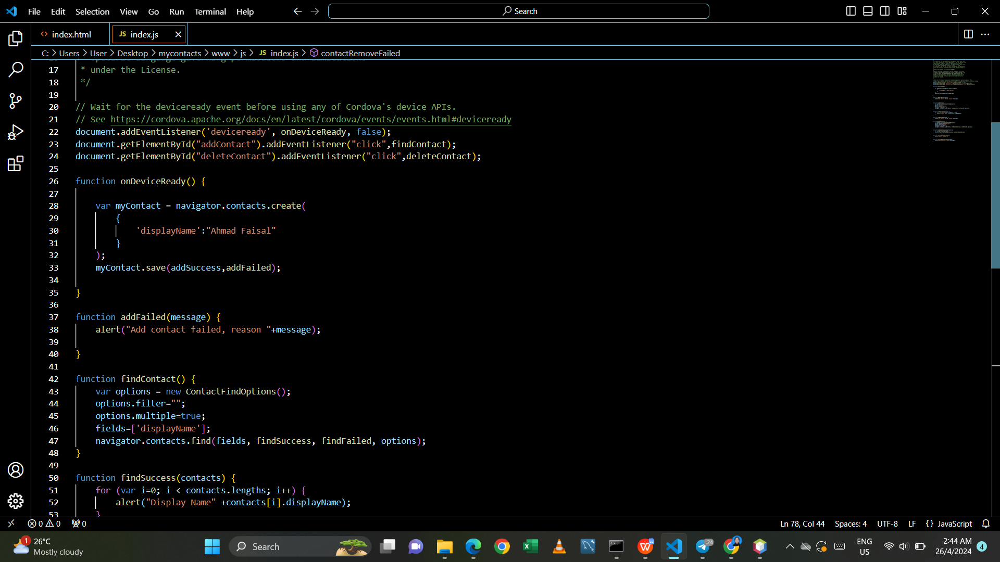 File Edit Selection View Go Run Terminal Help
Search
<> index.html
JS index.js
C: > Users > User > Desktop > mycontacts > www > js > JS index.js > contactRemoveFailed
17 * under the License.
18 */
19
20 // Wait for the deviceready event before using any of Cordova's device APIs.
21 // See https://cordova.apache.org/docs/en/latest/cordova/events/events.html#deviceready
22 document.addEventListener('deviceready', onDeviceReady, false);
23 document.getElementById("addContact").addEventListener("click",findContact);
24 document.getElementById("deleteContact").addEventListener("click",deleteContact);
25
26 function onDeviceReady() {
27
28 var myContact = navigator.contacts.create(
29 {
30 'displayName':"Ahmad Faisal"
31 }
32 );
33 myContact.save(addSuccess,addFailed);
34
35 }
36
37 function addFailed(message) {
38 alert("Add contact failed, reason "+message);
39
40 }
41
42 function findContact() {
43 var options = new ContactFindOptions();
44 options.filter="";
45 options.multiple=true;
46 fields=['displayName'];
47 navigator.contacts.find(fields, findSuccess, findFailed, options);
48 }
49
50 function findSuccess(contacts) {
51 for (var i=0; i < contacts.lengths; i++) {
52 alert("Display Name" +contacts[i].displayName);
53 }
0 0 0
Ln 78, Col 44 Spaces: 4 UTF-8 LF {} JavaScript
1
26°C
Mostly cloudy
Search
24
ENG
US
2:44 AM
26/4/2024
4